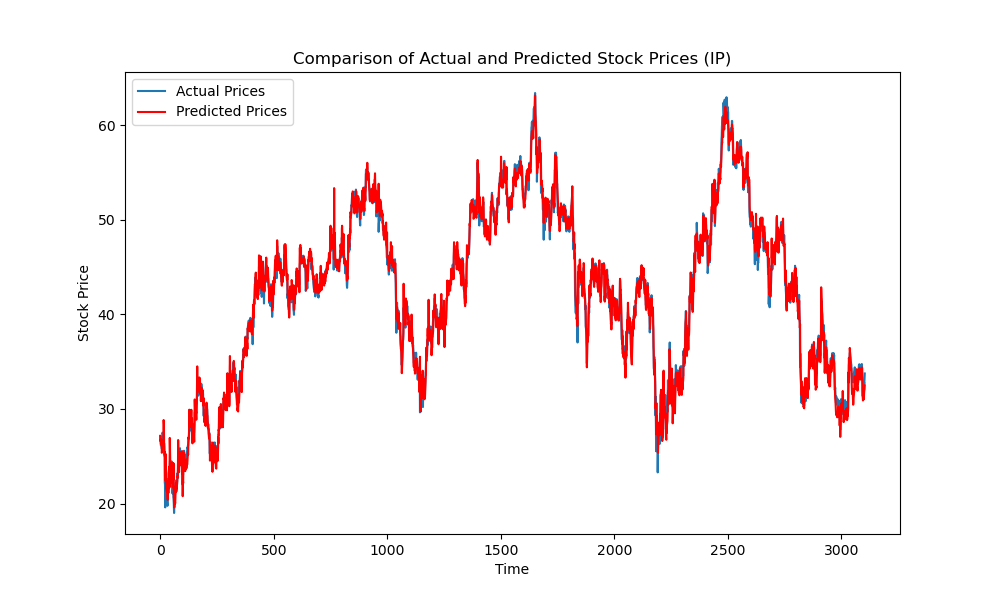 Comparison of Actual and Predicted Stock Prices (IP)
Actual Prices
Predicted Prices
60
50
40
30
20
Stock Price
0 500 1000 1500 2000 2500 3000
Time